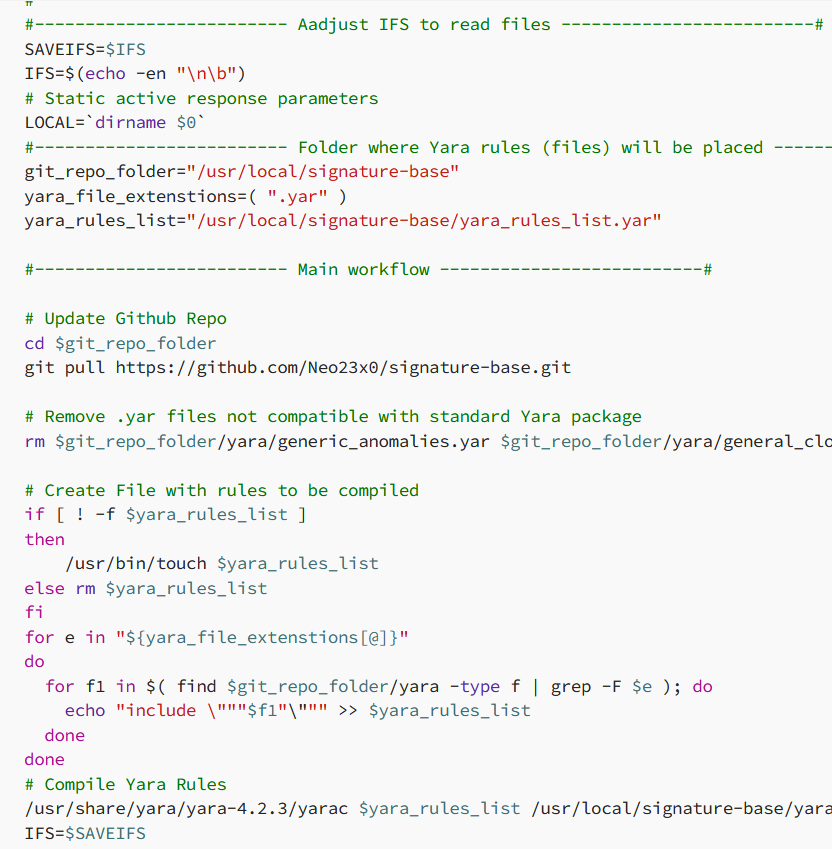 #
#------------------------- Aadjust IFS to read files -------------------------#
SAVEIFS=$IFS
IFS=$(echo -en "\n\b")
# Static active response parameters
LOCAL=`dirname $0`
#------------------------- Folder where Yara rules (files) will be placed ------
git_repo_folder="/usr/local/signature-base"
yara_file_extenstions=( ".yar" )
yara_rules_list="/usr/local/signature-base/yara_rules_list.yar"
#------------------------- Main workflow --------------------------#
# Update Github Repo
cd $git_repo_folder
git pull https://github.com/Neo23x0/signature-base.git
# Remove .yar files not compatible with standard Yara package
rm $git_repo_folder/yara/generic_anomalies.yar $git_repo_folder/yara/general_clo
# Create File with rules to be compiled
if [ ! -f $yara_rules_list ]
then
    /usr/bin/touch $yara_rules_list
else rm $yara_rules_list
fi
for e in "${yara_file_extenstions[@]}"
do
  for f1 in $( find $git_repo_folder/yara -type f | grep -F $e ); do
    echo "include \"""$f1"\""" >> $yara_rules_list
  done
done
# Compile Yara Rules
/usr/share/yara/yara-4.2.3/yarac $yara_rules_list /usr/local/signature-base/yara
IFS=$SAVEIFS